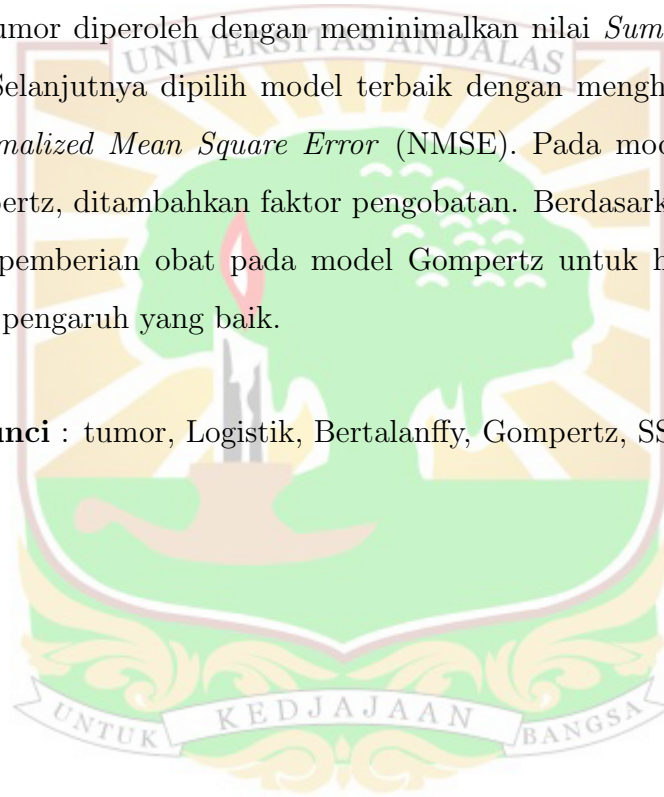 UNIVERSITAS ANDALAS
umor diperoleh dengan meminimalkan nilai Sum
Selanjutnya dipilih model terbaik dengan mengh
malized Mean Square Error (NMSE). Pada mod
pertz, ditambahkan faktor pengobatan. Berdasark
pemberian obat pada model Gompertz untuk h
pengaruh yang baik.
unci : tumor, Logistik, Bertalanffy, Gompertz, SS
UNTUK KEDJAJAAN BANGSA